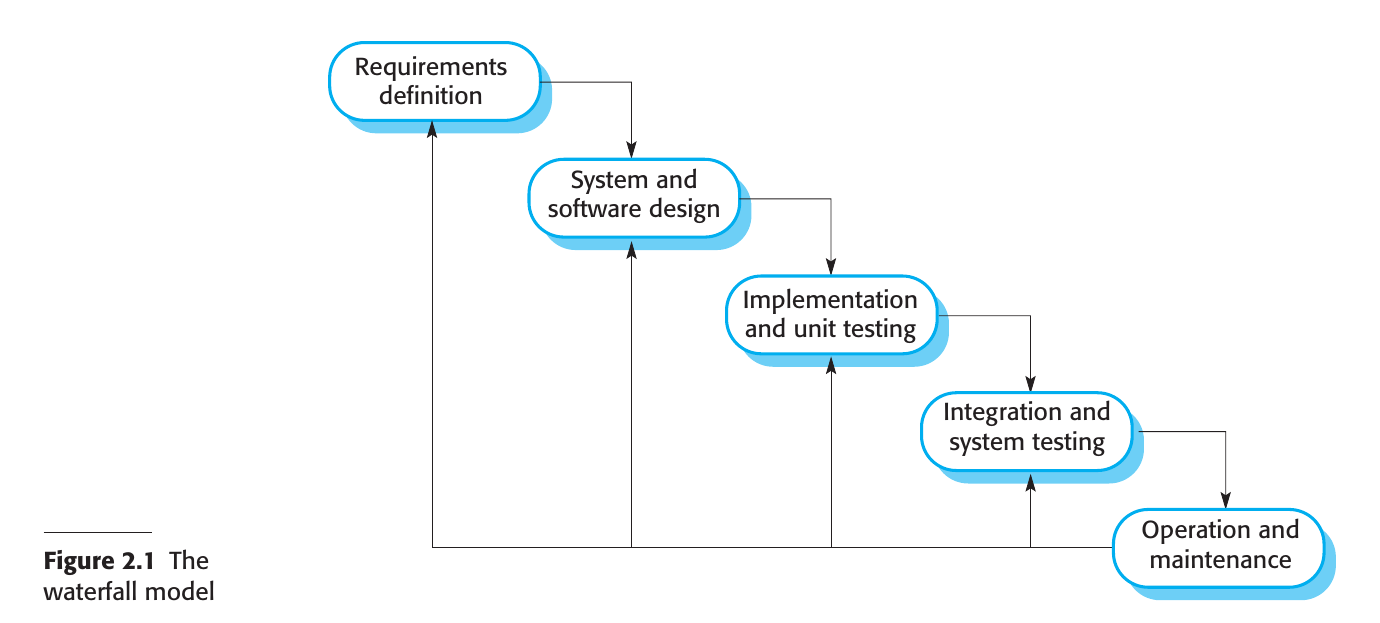 Requirements
definition
System and
software design
Implementation
and unit testing
Integration and
system testing
Operation and
maintenance
Figure 2.1 The
waterfall model